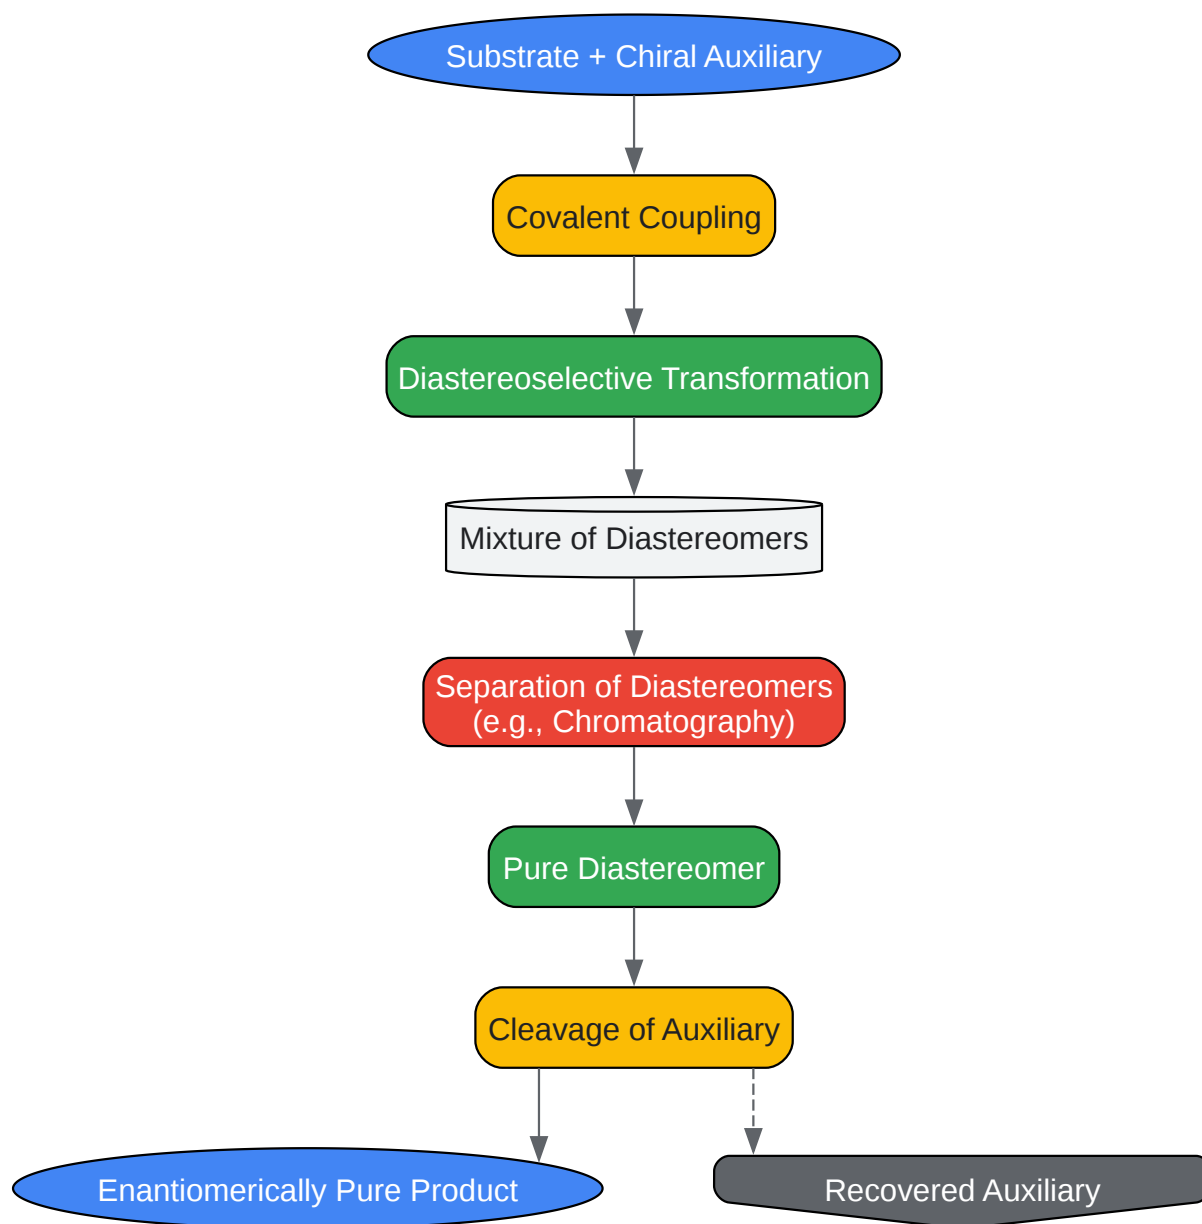 Substrate + Chiral Auxiliary
Covalent Coupling
Diastereoselective Transformation
Mixture of Diastereomers
Separation of Diastereomers
(e.g., Chromatography)
Pure Diastereomer
Cleavage of Auxiliary
Enantiomerically Pure Product
Recovered Auxiliary